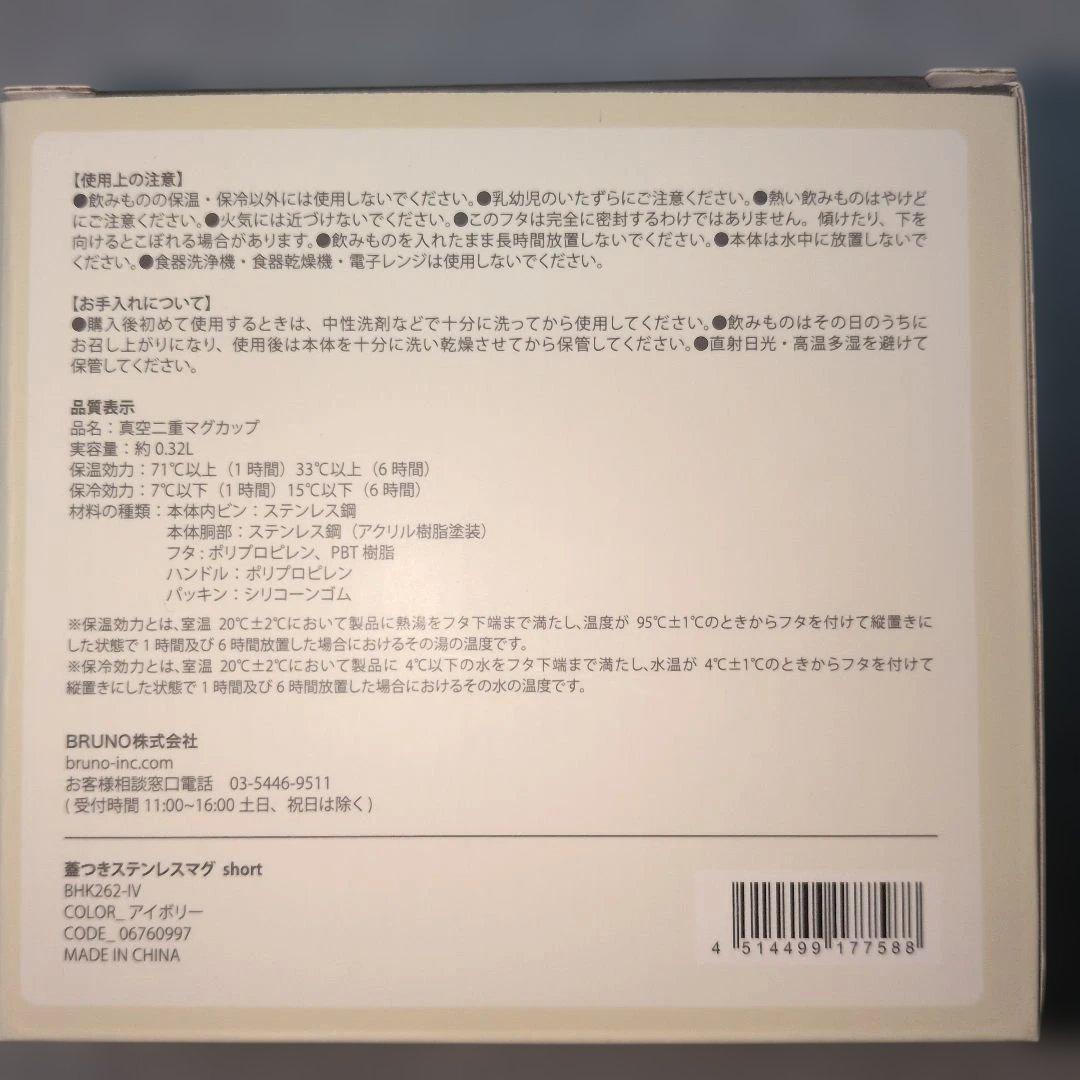 【使用上の注意】
●飲みものの保温・保冷以外には使用しないでください。●乳幼児のいたずらにご注意ください。●熱い飲みものはやけど
にご注意ください。●火気には近づけないでください。●このフタは完全に密封するわけではありません。傾けたり、下を
向けるとこぼれる場合があります。●飲みものを入れたまま長時間放置しないでください。●本体は水中に放置しないで
ください。●食器洗浄機・食器乾燥機・電子レンジは使用しないでください。
【お手入れについて】
●購入後初めて使用するときは、中性洗剤などで十分に洗ってから使用してください。●飲みものはその日のうちに
お召し上がりになり、使用後は本体を十分に洗い乾燥させてから保管してください。●直射日光・高温多湿を避けて
保管してください。
品質表示
品名：真空二重マグカップ
実容量：約 0.32L
保温効力：71℃以上（1 時間）33℃以上（6 時間）
保冷効力：7℃以下（1 時間）15℃以下（6 時間）
材料の種類：本体内ビン：ステンレス鋼
本体胴部：ステンレス鋼（アクリル樹脂塗装）
フタ : ポリプロピレン、PBT 樹脂
ハンドル：ポリプロピレン
パッキン：シリコーンゴム
※保温効力とは、室温 20℃±2℃において製品に熱湯をフタ下端まで満たし、温度が 95℃±1℃のときからフタを付けて縦置きに
した状態で 1 時間及び 6 時間放置した場合におけるその湯の温度です。
※保冷効力とは、室温 20℃±2℃において製品に 4℃以下の水をフタ下端まで満たし、水温が 4℃±1℃のときからフタを付けて
縦置きにした状態で 1 時間及び 6 時間放置した場合におけるその水の温度です。
BRUNO株式会社
bruno-inc.com
お客様相談窓口電話　03-5446-9511
( 受付時間 11:00~16:00 土日、祝日は除く )
蓋つきステンレスマグ short
BHK262-IV
COLOR_ アイボリー
CODE_ 06760997
MADE IN CHINA
4 514499 177588